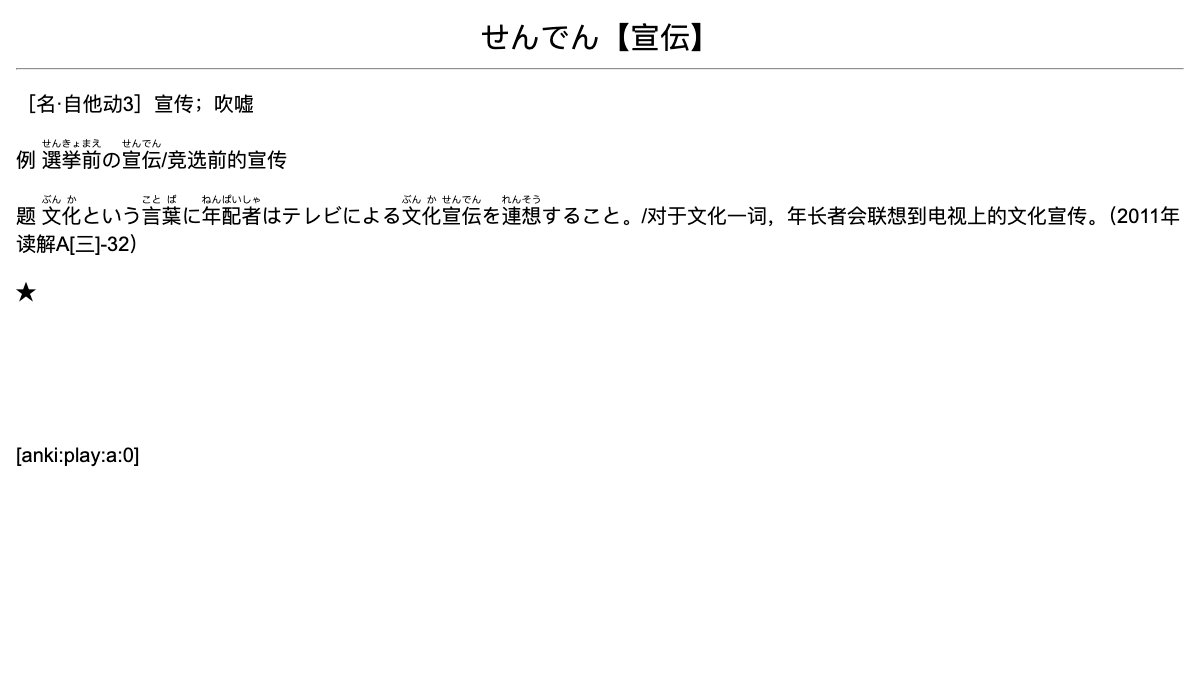 せんでん【宣伝】
［名·自他动3］宣传；吹嘘
せんきょまえ せんでん
例 選挙前の宣伝/竞选前的宣传
ぶん か こと ば ねんぱいしゃ ぶん か せんでん れんそう
题 文化という言葉に年配者はテレビによる文化宣伝を連想すること。/对于文化一词，年长者会联想到电视上的文化宣传。（2011年
读解A[三]-32）
★
[anki:play:a:0]